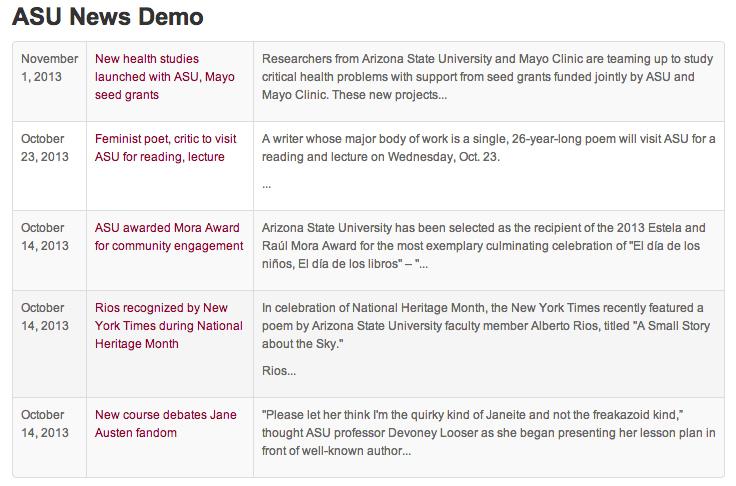 ASU News Demo
November
1, 2013
New health studies
launched with ASU, Mayo
seed grants
Researchers from Arizona State University and Mayo Clinic are teaming up to study
critical health problems with support from seed grants funded jointly by ASU and
Mayo Clinic. These new projects...
October
23, 2013
Feminist poet, critic to visit
ASU for reading, lecture
A writer whose major body of work is a single, 26-year-long poem will visit ASU for a
reading and lecture on Wednesday, Oct. 23.
...
October
14, 2013
ASU awarded Mora Award
for community engagement
Arizona State University has been selected as the recipient of the 2013 Estela and
Raúl Mora Award for the most exemplary culminating celebration of "El día de los
niños, El día de los libros" – "...
October
14, 2013
Rios recognized by New
York Times during National
Heritage Month
In celebration of National Heritage Month, the New York Times recently featured a
poem by Arizona State University faculty member Alberto Rios, titled "A Small Story
about the Sky."
Rios...
October
14, 2013
New course debates Jane
Austen fandom
"Please let her think I'm the quirky kind of Janeite and not the freakazoid kind,"
thought ASU professor Devoney Looser as she began presenting her lesson plan in
front of well-known author...